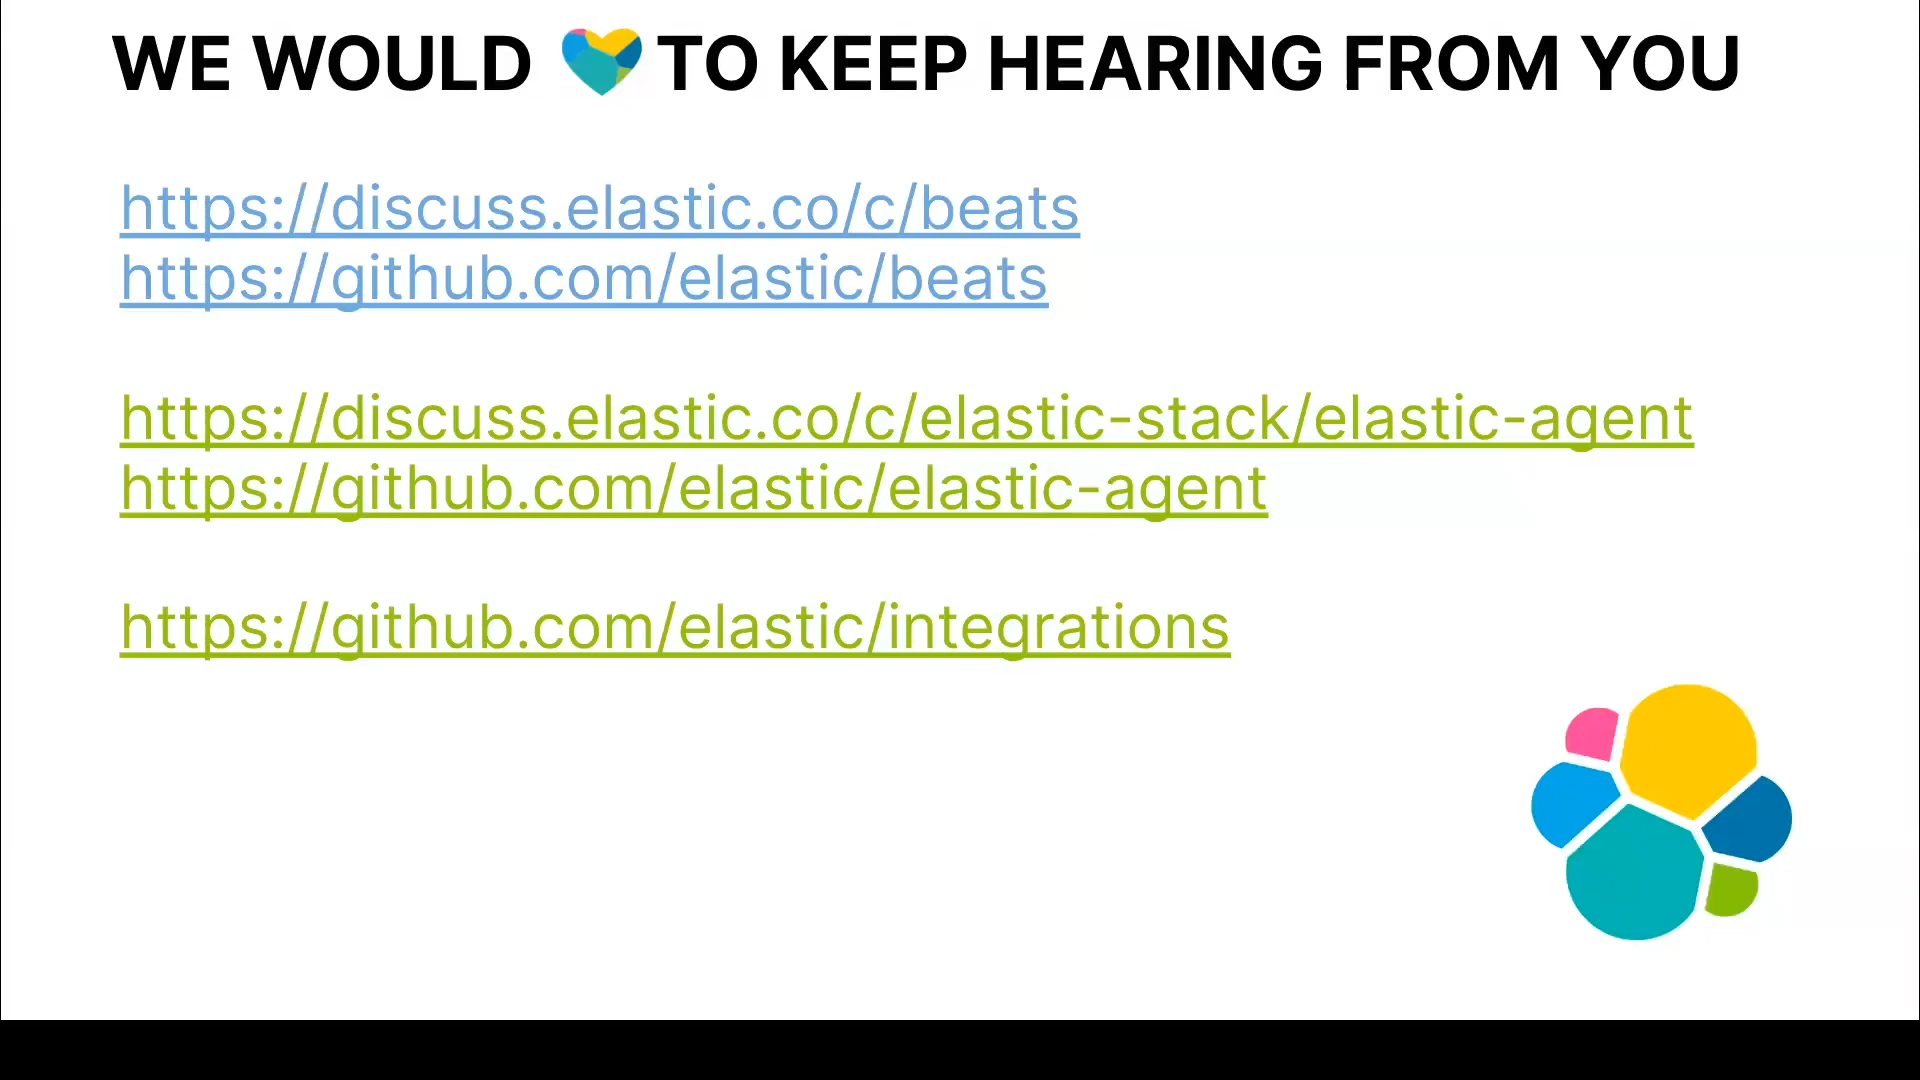 WE WOULD TO KEEP HEARING FROM YOU
https://discuss.elastic.co/c/beats
https://github.com/elastic/beats
https://discuss.elastic.co/c/elastic-stack/elastic-agent
https://github.com/elastic/elastic-agent
https://github.com/elastic/integrations